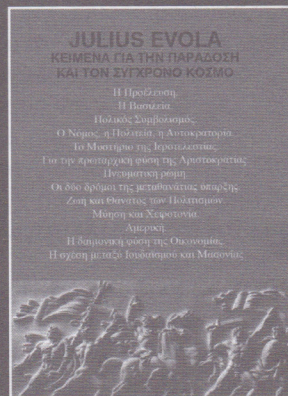 JULIUS EVOLA
ΚΕΙΜΕΝΑ ΓΙΑ ΤΗΝ ΠΑΡΑΔΟΣΗ
ΚΑΙ ΤΟΝ ΣΥΓΧΡΟΝΟ ΚΟΣΜΟ
Η Προέλευση
Η Βασιλεία
Πολικός Συμβολισμός
Ο Νόμος, η Πολιτεία, η Αυτοκρατορία
Το Μυστήριο της Ιεροτελεστίας
Για την πρωταρχική φύση της Αριστοκρατίας
Πνευματική ρώμη
Οι δύο δρόμοι της μεταθανάτιας ύπαρξης
Ζωή και Θάνατος των Πολιτισμών
Μύηση και Χειροτονία
Αμερική
Η δαιμονική φύση της Οικονομίας
Η σχέση μεταξύ Ιουδαϊσμού και Μασονίας